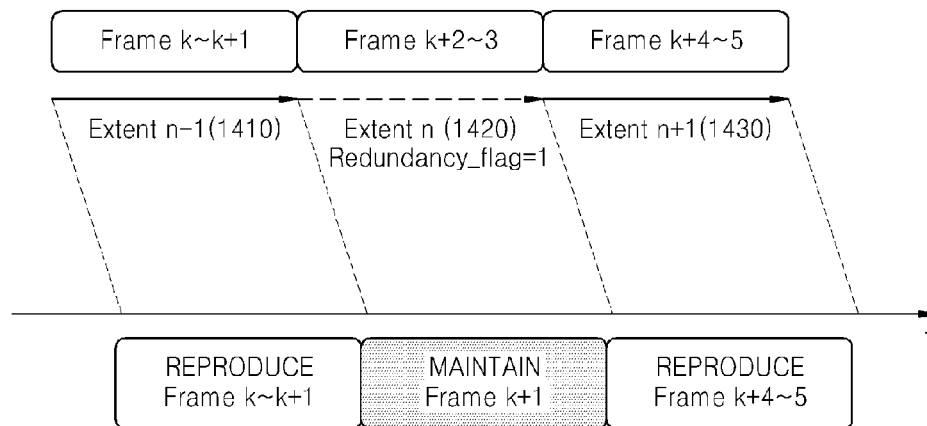 Frame k~k+1
Frame k+2~3
Frame k+4~5
Extent n-1(1410)
Extent n (1420)
Redundancy_flag=1
Extent n+1(1430)
REPRODUCE
Frame k~k+1
MAINTAIN
Frame k+1
REPRODUCE
Frame k+4~5